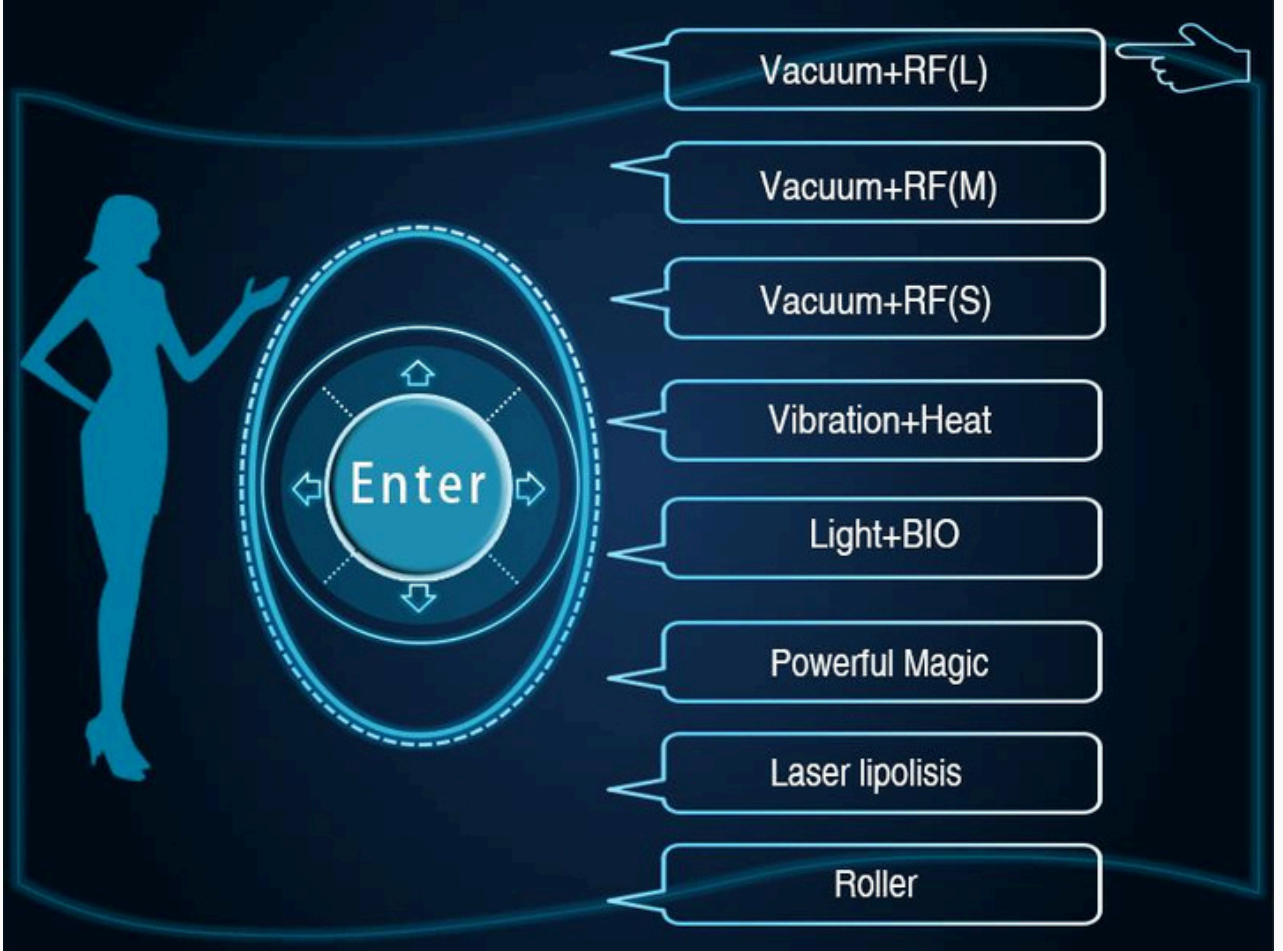 Vacuum+RF(L)
Vacuum+RF(M)
Vacuum+RF(S)
Vibration+Heat
Enter
Light+BIO
Powerful Magic
Laser lipolisis
Roller